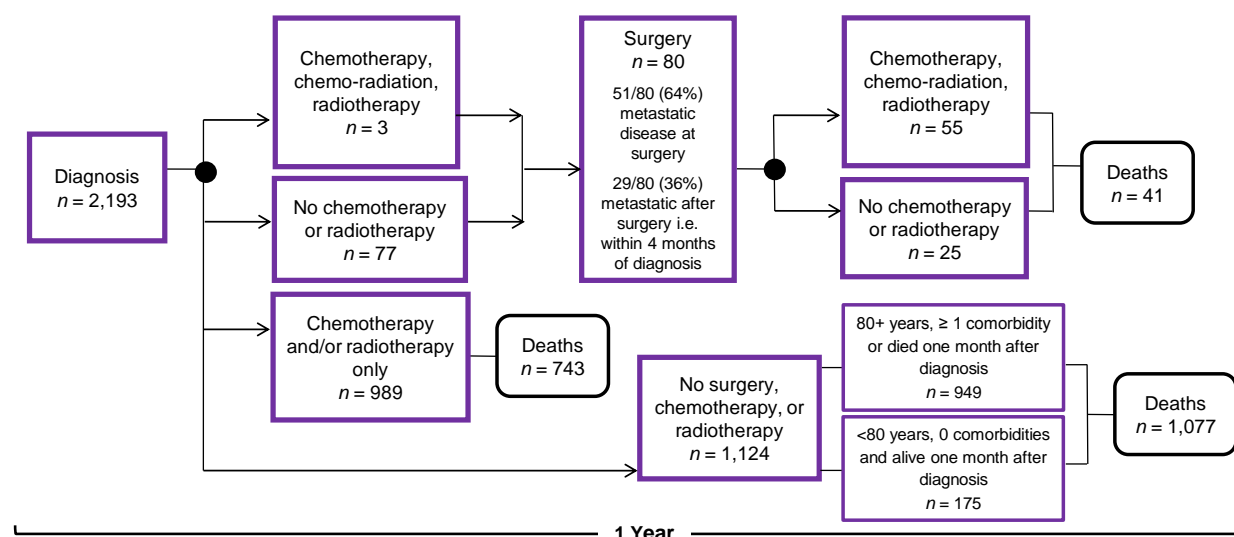 Diagnosis
n = 2,193
Chemotherapy,
chemo-radiation,
radiotherapy
n = 3
No chemotherapy
or radiotherapy
n = 77
Chemotherapy
and/or radiotherapy
only
n = 989
Deaths
n = 743
Surgery
n = 80
51/80 (64%)
metastatic
disease at
surgery
29/80 (36%)
metastatic after
surgery i.e.
within 4 months
of diagnosis
Chemotherapy,
chemo-radiation,
radiotherapy
n = 55
No chemotherapy
or radiotherapy
n = 25
Deaths
n = 41
No surgery,
chemotherapy, or
radiotherapy
n = 1,124
80+ years, ≥ 1 comorbidity
or died one month after
diagnosis
n = 949
<80 years, 0 comorbidities
and alive one month after
diagnosis
n = 175
Deaths
n = 1,077
1 Year